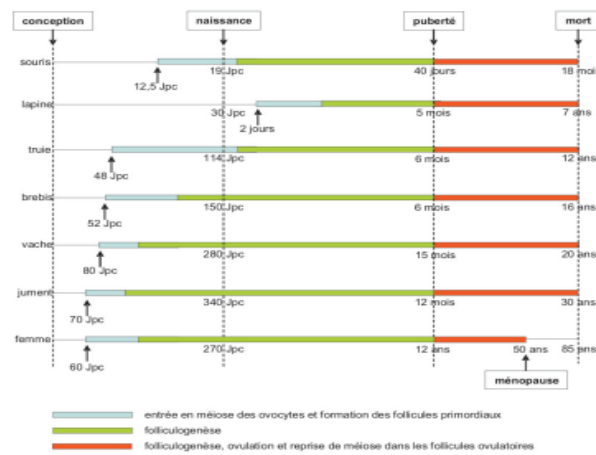 conception naissance puberté mort
souris 19 Jpc 40 jours 18 moi
12,5 Jpc
lapine 30 Jpc 5 mois 7 ans
2 jours
truie 114 Jpc 6 mois 12 ans
48 Jpc
brebis 150 Jpc 6 mois 16 ans
52 Jpc
vache 280 Jpc 15 mois 20 ans
80 Jpc
jument 340 Jpc 12 mois 30 ans
70 Jpc
femme 270 Jpc 12 ans 50 ans 85 ans
60 Jpc
ménopause
entrée en méiose des ovocytes et formation des follicules primordiaux
folliculogenèse
folliculogenèse, ovulation et reprise de méiose dans les follicules ovulatoires